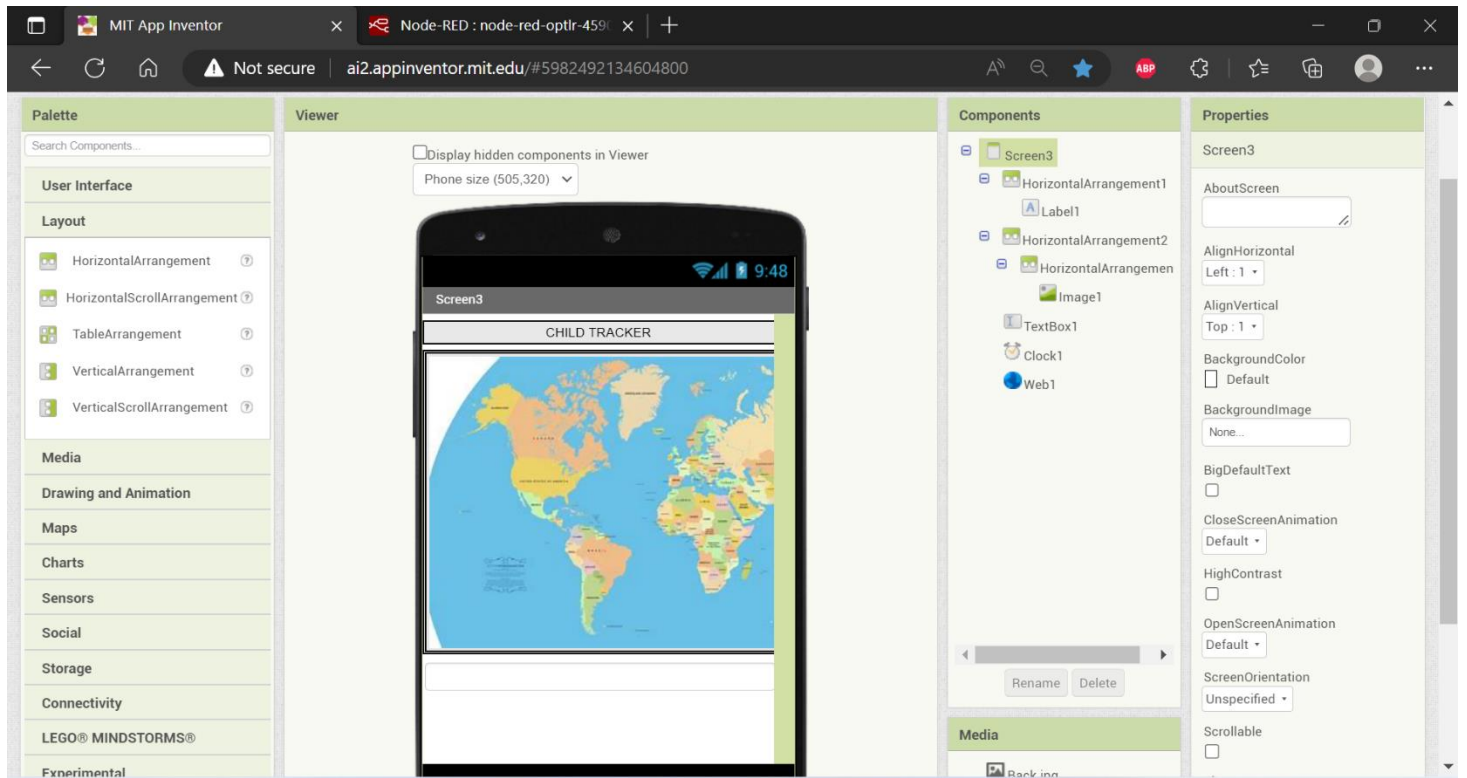 MIT App Inventor
Node-RED : node-red-optlr-459
Not secure
ai2.appinventor.mit.edu/#5982492134604800
ABP
Palette
Search Components...
User Interface
Layout
HorizontalArrangement
HorizontalScrollArrangement
TableArrangement
VerticalArrangement
VerticalScrollArrangement
Media
Drawing and Animation
Maps
Charts
Sensors
Social
Storage
Connectivity
LEGO® MINDSTORMS®
Experimental
Viewer
Display hidden components in Viewer
Phone size (505,320)
9:48
Screen3
CHILD TRACKER
Components
Screen3
HorizontalArrangement1
Label1
HorizontalArrangement2
HorizontalArrangemen
Image1
TextBox1
Clock1
Web1
Rename Delete
Media
Back.jpg
Properties
Screen3
AboutScreen
AlignHorizontal
Left : 1
AlignVertical
Top : 1
BackgroundColor
Default
BackgroundImage
None...
BigDefaultText
CloseScreenAnimation
Default
HighContrast
OpenScreenAnimation
Default
ScreenOrientation
Unspecified
Scrollable